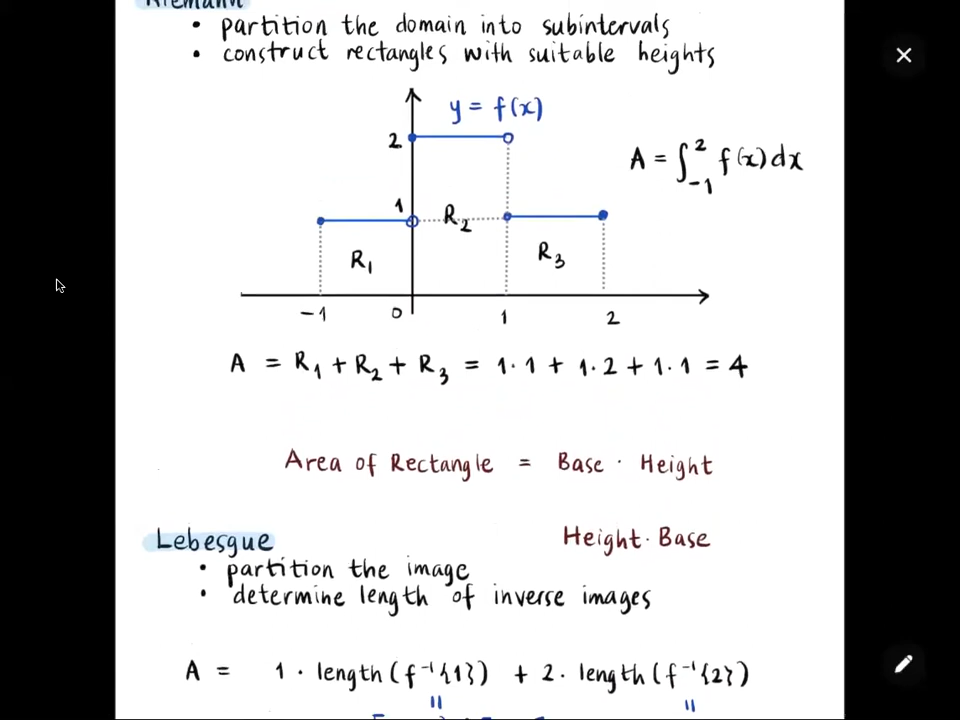 Riemann
• partition the domain into subintervals
• construct rectangles with suitable heights
y = f(x)
2
A = ∫₋₁² f(x)dx
1
R₂
R₁
R₃
−1
0
1
2
A = R₁ + R₂ + R₃ = 1·1 + 1·2 + 1·1 = 4
Area of Rectangle = Base · Height
Lebesgue
Height · Base
• partition the image
• determine length of inverse images
A = 1 · length(f⁻¹{1}) + 2 · length(f⁻¹{2})